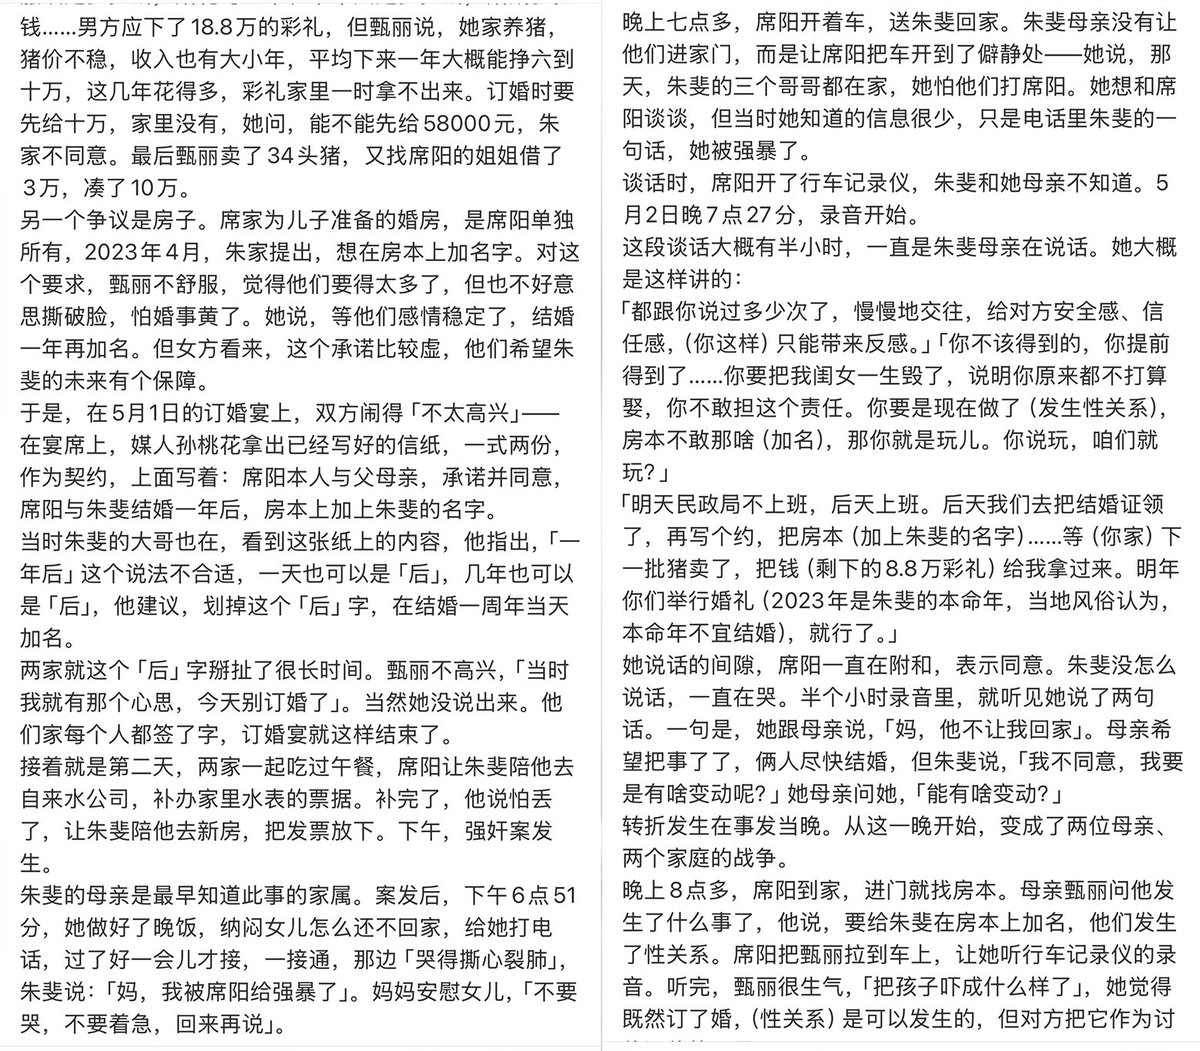 钱……男方应下了18.8万的彩礼，但甄丽说，她家养猪，
猪价不稳，收入也有大小年，平均下来一年大概能挣六到
十万，这几年花得多，彩礼家里一时拿不出来。订婚时要
先给十万，家里没有，她问，能不能先给58000元，朱
家不同意。最后甄丽卖了34头猪，又找席阳的姐姐借了
3万，凑了10万。
另一个争议是房子。席家为儿子准备的婚房，是席阳单独
所有，2023年4月，朱家提出，想在房本上加名字。对这
个要求，甄丽不舒服，觉得他们要得太多了，但也不好意
思撕破脸，怕婚事黄了。她说，等他们感情稳定了，结婚
一年再加名。但女方看来，这个承诺比较虚，他们希望朱
斐的未来有个保障。
于是，在5月1日的订婚宴上，双方闹得「不太高兴」——
在宴席上，媒人孙桃花拿出已经写好的信纸，一式两份，
作为契约，上面写着：席阳本人与父母亲，承诺并同意，
席阳与朱斐结婚一年后，房本上加上朱斐的名字。
当时朱斐的大哥也在，看到这张纸上的内容，他指出，「一
年后」这个说法不合适，一天也可以是「后」，几年也可以
是「后」，他建议，划掉这个「后」字，在结婚一周年当天
加名。
两家就这个「后」字掰扯了很长时间。甄丽不高兴，「当时
我就有那个心思，今天别订婚了」。当然她没说出来。他
们家每个人都签了字，订婚宴就这样结束了。
接着就是第二天，两家一起吃过午餐，席阳让朱斐陪他去
自来水公司，补办家里水表的票据。补完了，他说怕丢
了，让朱斐陪他去新房，把发票放下。下午，强奸案发
生。
朱斐的母亲是最早知道此事的家属。案发后，下午6点51
分，她做好了晚饭，纳闷女儿怎么还不回家，给她打电
话，过了好一会儿才接，一接通，那边「哭得撕心裂肺」，
朱斐说：「妈，我被席阳给强暴了」。妈妈安慰女儿，「不要
哭，不要着急，回来再说」。
晚上七点多，席阳开着车，送朱斐回家。朱斐母亲没有让
他们进家门，而是让席阳把车开到了僻静处——她说，那
天，朱斐的三个哥哥都在家，她怕他们打席阳。她想和席
阳谈谈，但当时她知道的信息很少，只是电话里朱斐的一
句话，她被强暴了。
谈话时，席阳开了行车记录仪，朱斐和她母亲不知道。5
月2日晚7点27分，录音开始。
这段谈话大概有半小时，一直是朱斐母亲在说话。她大概
是这样讲的：
「都跟你说过多少次了，慢慢地交往，给对方安全感、信
任感，（你这样）只能带来反感。」「你不该得到的，你提前
得到了……你要把我闺女一生毁了，说明你原来都不打算
娶，你不敢担这个责任。你要是现在做了（发生性关系），
房本不敢那啥（加名），那你就是玩儿。你说玩，咱们就
玩？」
「明天民政局不上班，后天上班。后天我们去把结婚证领
了，再写个约，把房本（加上朱斐的名字）……等（你家）下
一批猪卖了，把钱（剩下的8.8万彩礼）给我拿过来。明年
你们举行婚礼（2023年是朱斐的本命年，当地风俗认为，
本命年不宜结婚），就行了。」
她说话的间隙，席阳一直在附和，表示同意。朱斐没怎么
说话，一直在哭。半个小时录音里，就听见她说了两句
话。一句是，她跟母亲说，「妈，他不让我回家」。母亲希
望把事了了，俩人尽快结婚，但朱斐说，「我不同意，我要
是有啥变动呢？」她母亲问她，「能有啥变动？」
转折发生在事发当晚。从这一晚开始，变成了两位母亲、
两个家庭的战争。
晚上8点多，席阳到家，进门就找房本。母亲甄丽问他发
生了什么事了，他说，要给朱斐在房本上加名，他们发生
了性关系。席阳把甄丽拉到车上，让她听行车记录仪的录
音。听完，甄丽很生气，「把孩子吓成什么样了」，她觉得
既然订了婚，（性关系）是可以发生的，但对方把它作为讨